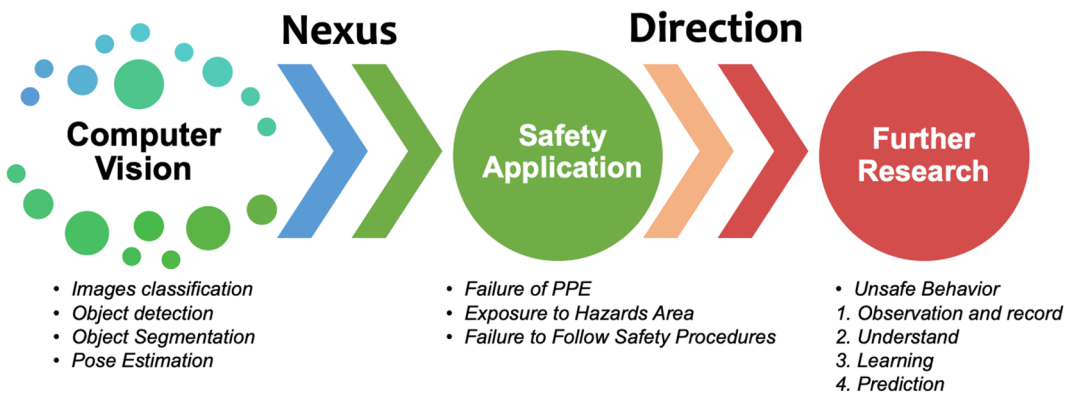 Nexus
Direction
Computer
Vision
Safety
Application
Further
Research
• Images classification
• Object detection
• Object Segmentation
• Pose Estimation
• Failure of PPE
• Exposure to Hazards Area
• Failure to Follow Safety Procedures
• Unsafe Behavior
1. Observation and record
2. Understand
3. Learning
4. Prediction